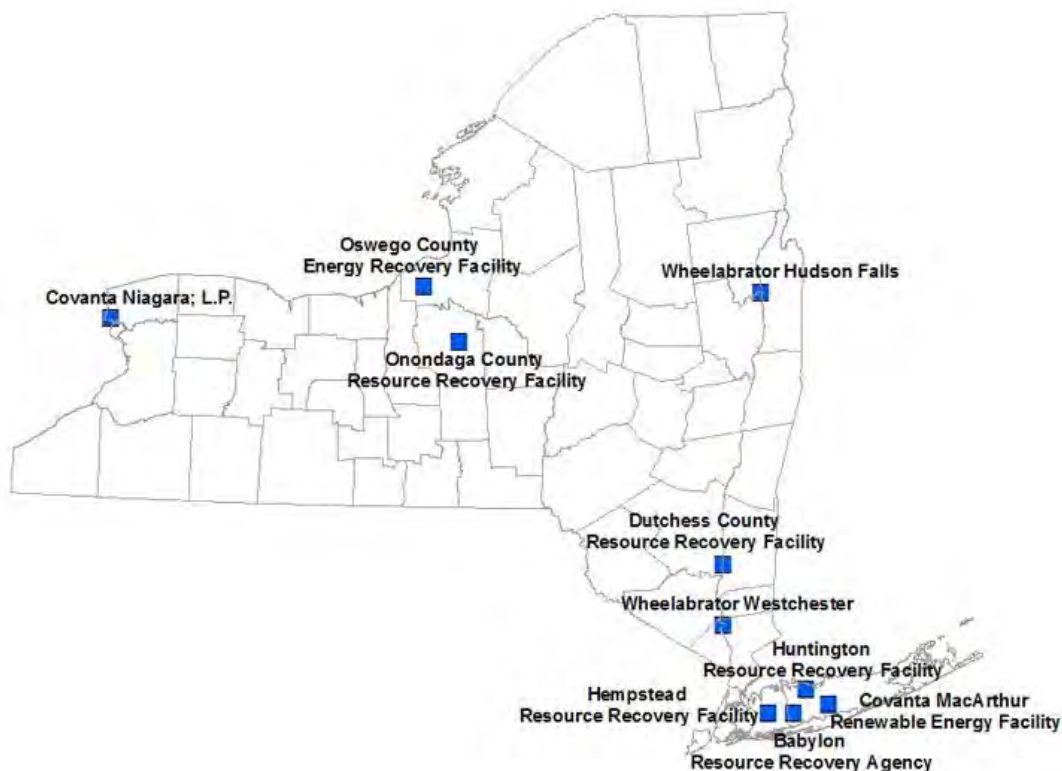 Oswego County
Energy Recovery Facility
Wheelabrator Hudson Falls
Covanta Niagara; L.P.
Onondaga County
Resource Recovery Facility
Dutchess County
Resource Recovery Facility
Wheelabrator Westchester
Huntington
Resource Recovery Facility
Hempstead
Resource Recovery Facility
Covanta MacArthur
Renewable Energy Facility
Babylon
Resource Recovery Agency